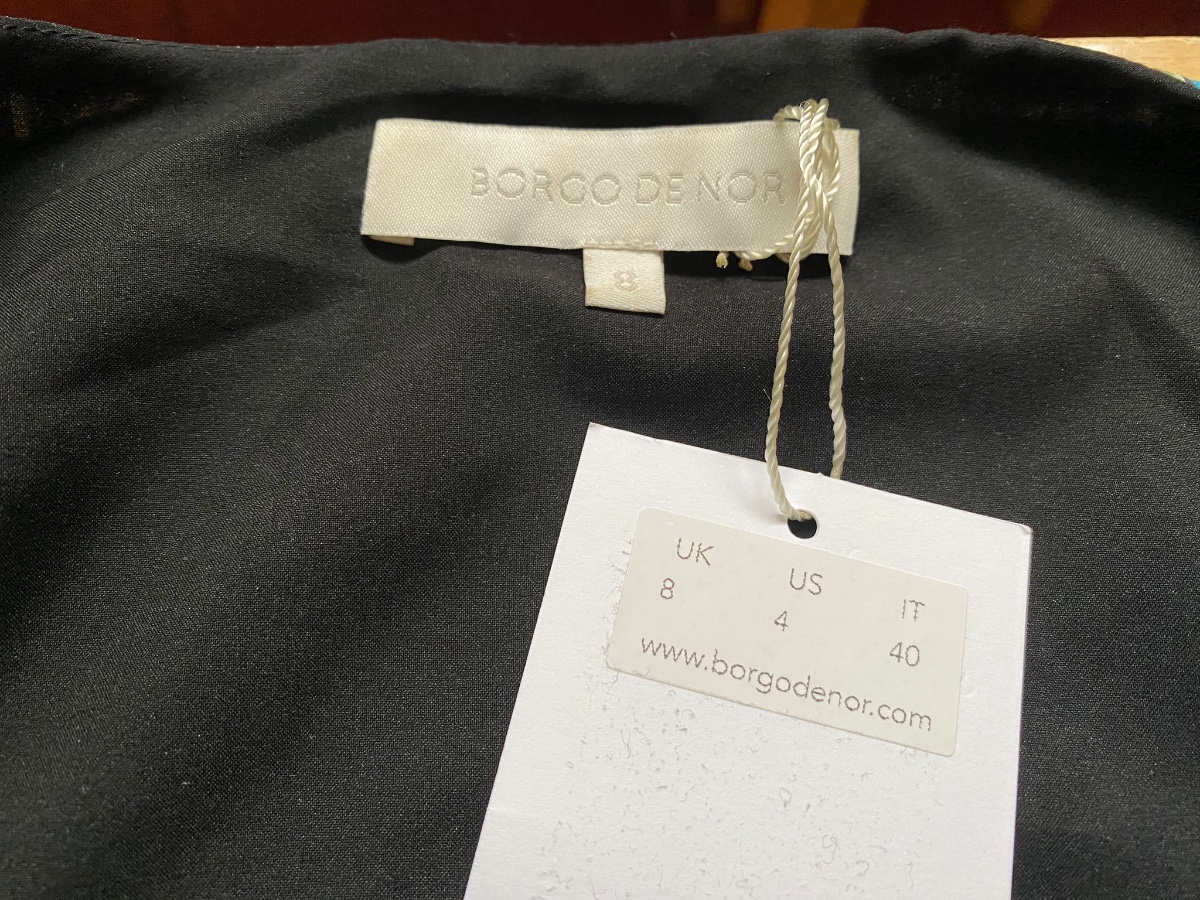 BORGO DE NOR
8
UK US IT
8 4 40
www.borgodenor.com